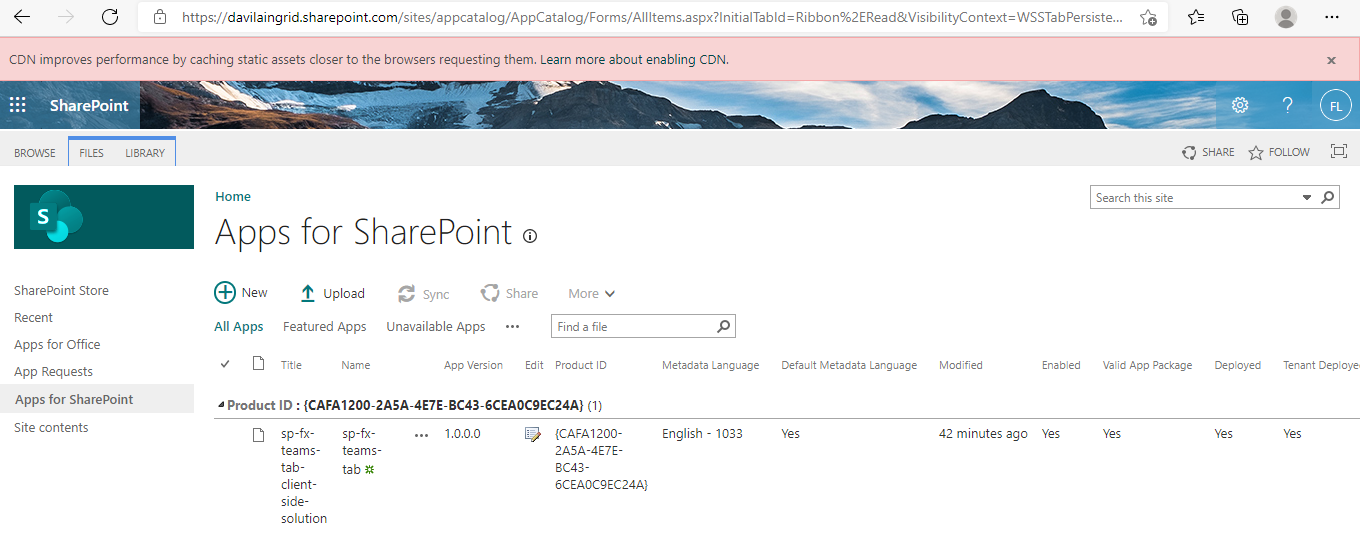 https://davilaingrid.sharepoint.com/sites/appcatalog/AppCatalog/Forms/AllItems.aspx?InitialTabId=Ribbon%2ERead&VisibilityContext=WSSTabPersiste...
CDN improves performance by caching static assets closer to the browsers requesting them. Learn more about enabling CDN.
SharePoint
? FL
BROWSE FILES LIBRARY SHARE FOLLOW
S
Home
Search this site
Apps for SharePoint
SharePoint Store
Recent
Apps for Office
App Requests
Apps for SharePoint
Site contents
New Upload Sync Share More
All Apps Featured Apps Unavailable Apps ...
Find a file
Title Name App Version Edit Product ID Metadata Language Default Metadata Language Modified Enabled Valid App Package Deployed Tenant Deploye
Product ID : {CAFA1200-2A5A-4E7E-BC43-6CEA0C9EC24A} (1)
sp-fx- sp-fx- ... 1.0.0.0 {CAFA1200- English - 1033 Yes 42 minutes ago Yes Yes Yes Yes
teams- teams- 2A5A-4E7E-
tab- tab BC43-
client- 6CEA0C9EC24A}
side-
solution